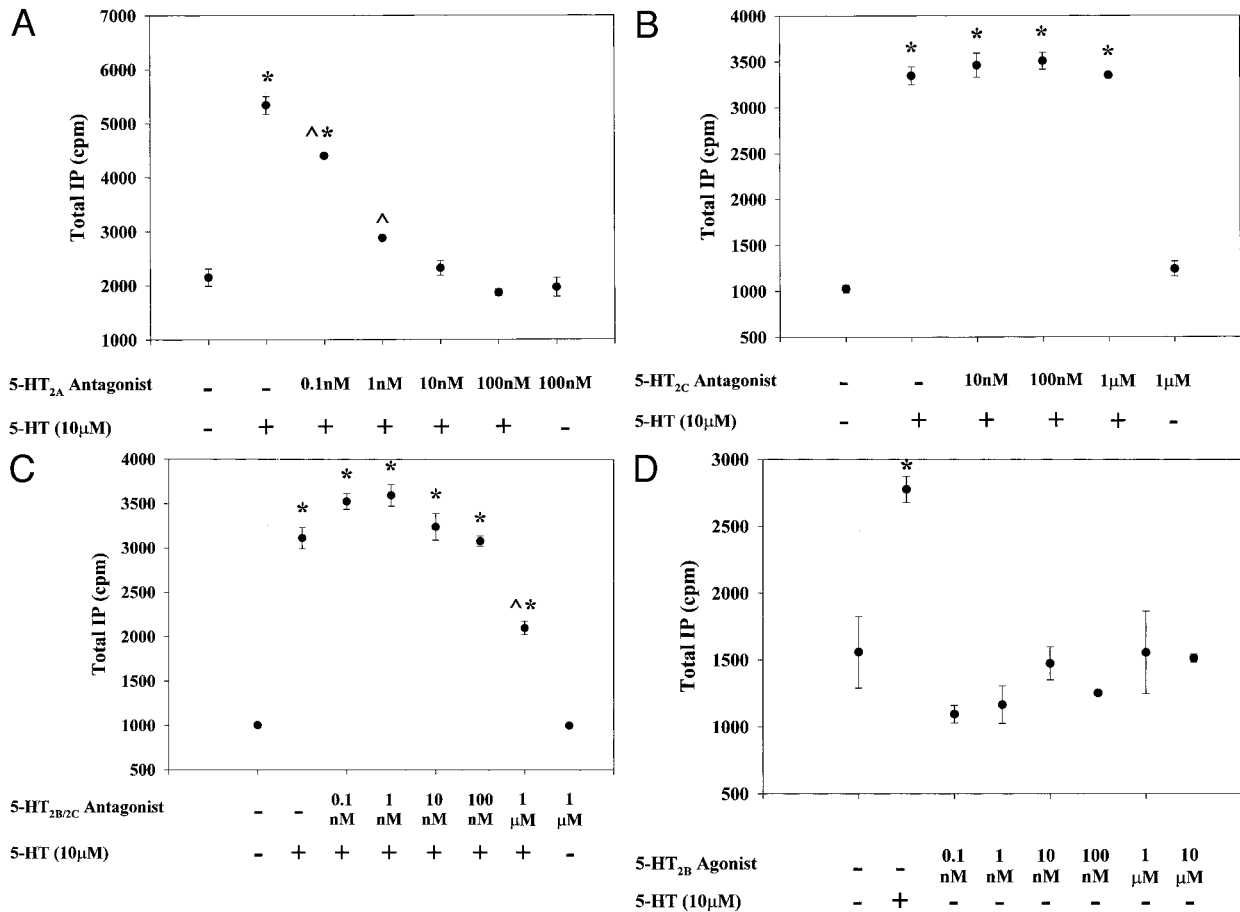 A
Total IP (cpm)
7000
6000
5000
4000
3000
2000
1000
*
^ *
^
5-HT2A Antagonist - - 0.1nM 1nM 10nM 100nM 100nM
5-HT (10µM) - + + + + + -
B
Total IP (cpm)
4000
3500
3000
2500
2000
1500
1000
500
* * * *
5-HT2C Antagonist - - 10nM 100nM 1µM 1µM
5-HT (10µM) - + + + + -
C
Total IP (cpm)
4000
3500
3000
2500
2000
1500
1000
500
* * * * *
^ *
5-HT2B/2C Antagonist - - 0.1 nM 1 nM 10 nM 100 nM 1 µM 1 µM
5-HT (10µM) - + + + + + + -
D
Total IP (cpm)
3000
2500
2000
1500
1000
500
*
5-HT2B Agonist - - 0.1 nM 1 nM 10 nM 100 nM 1 µM 10 µM
5-HT (10µM) - + - - - - - -